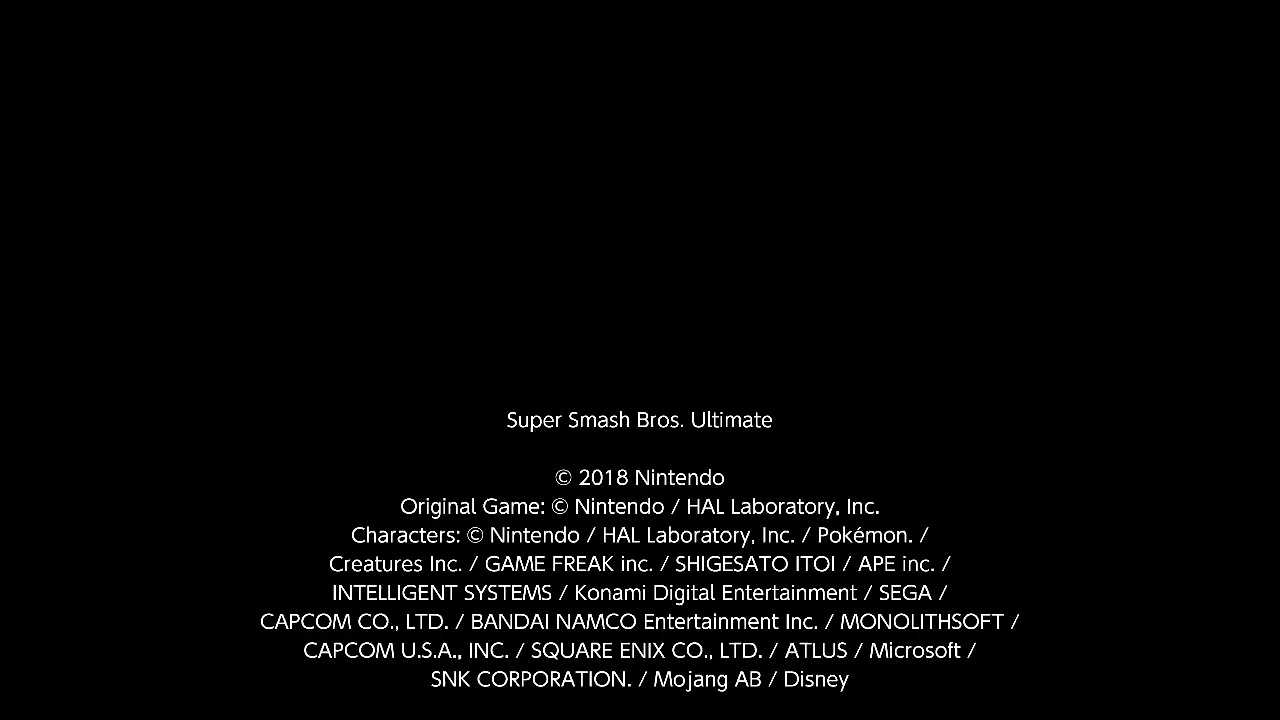 Super Smash Bros. Ultimate
© 2018 Nintendo
Original Game: © Nintendo / HAL Laboratory, Inc.
Characters: © Nintendo / HAL Laboratory, Inc. / Pokémon. /
Creatures Inc. / GAME FREAK inc. / SHIGESATO ITOI / APE inc. /
INTELLIGENT SYSTEMS / Konami Digital Entertainment / SEGA /
CAPCOM CO., LTD. / BANDAI NAMCO Entertainment Inc. / MONOLITHSOFT /
CAPCOM U.S.A., INC. / SQUARE ENIX CO., LTD. / ATLUS / Microsoft /
SNK CORPORATION. / Mojang AB / Disney